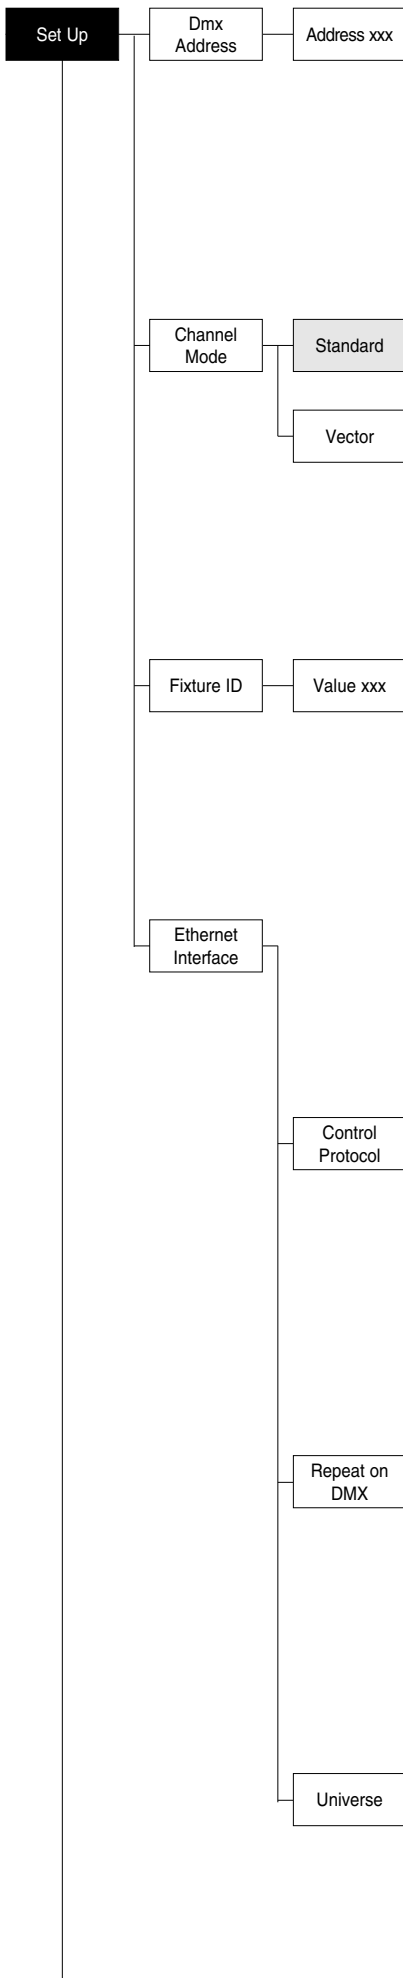 Set Up
Dmx
Address
Address xxx
Channel
Mode
Standard
Vector
Fixture ID
Value xxx
Ethernet
Interface
Control
Protocol
Repeat on
DMX
Universe